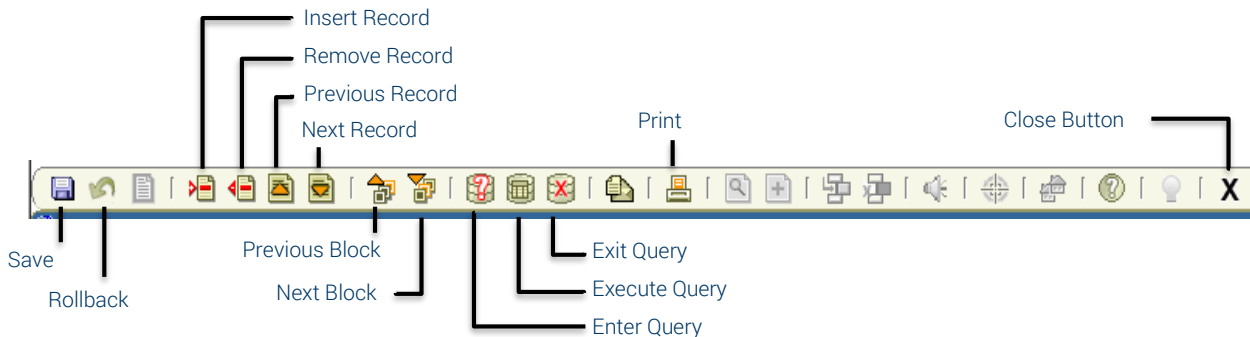 Insert Record
Remove Record
Previous Record
Next Record
Print
Close Button
X
Save
Rollback
Previous Block
Next Block
Exit Query
Execute Query
Enter Query